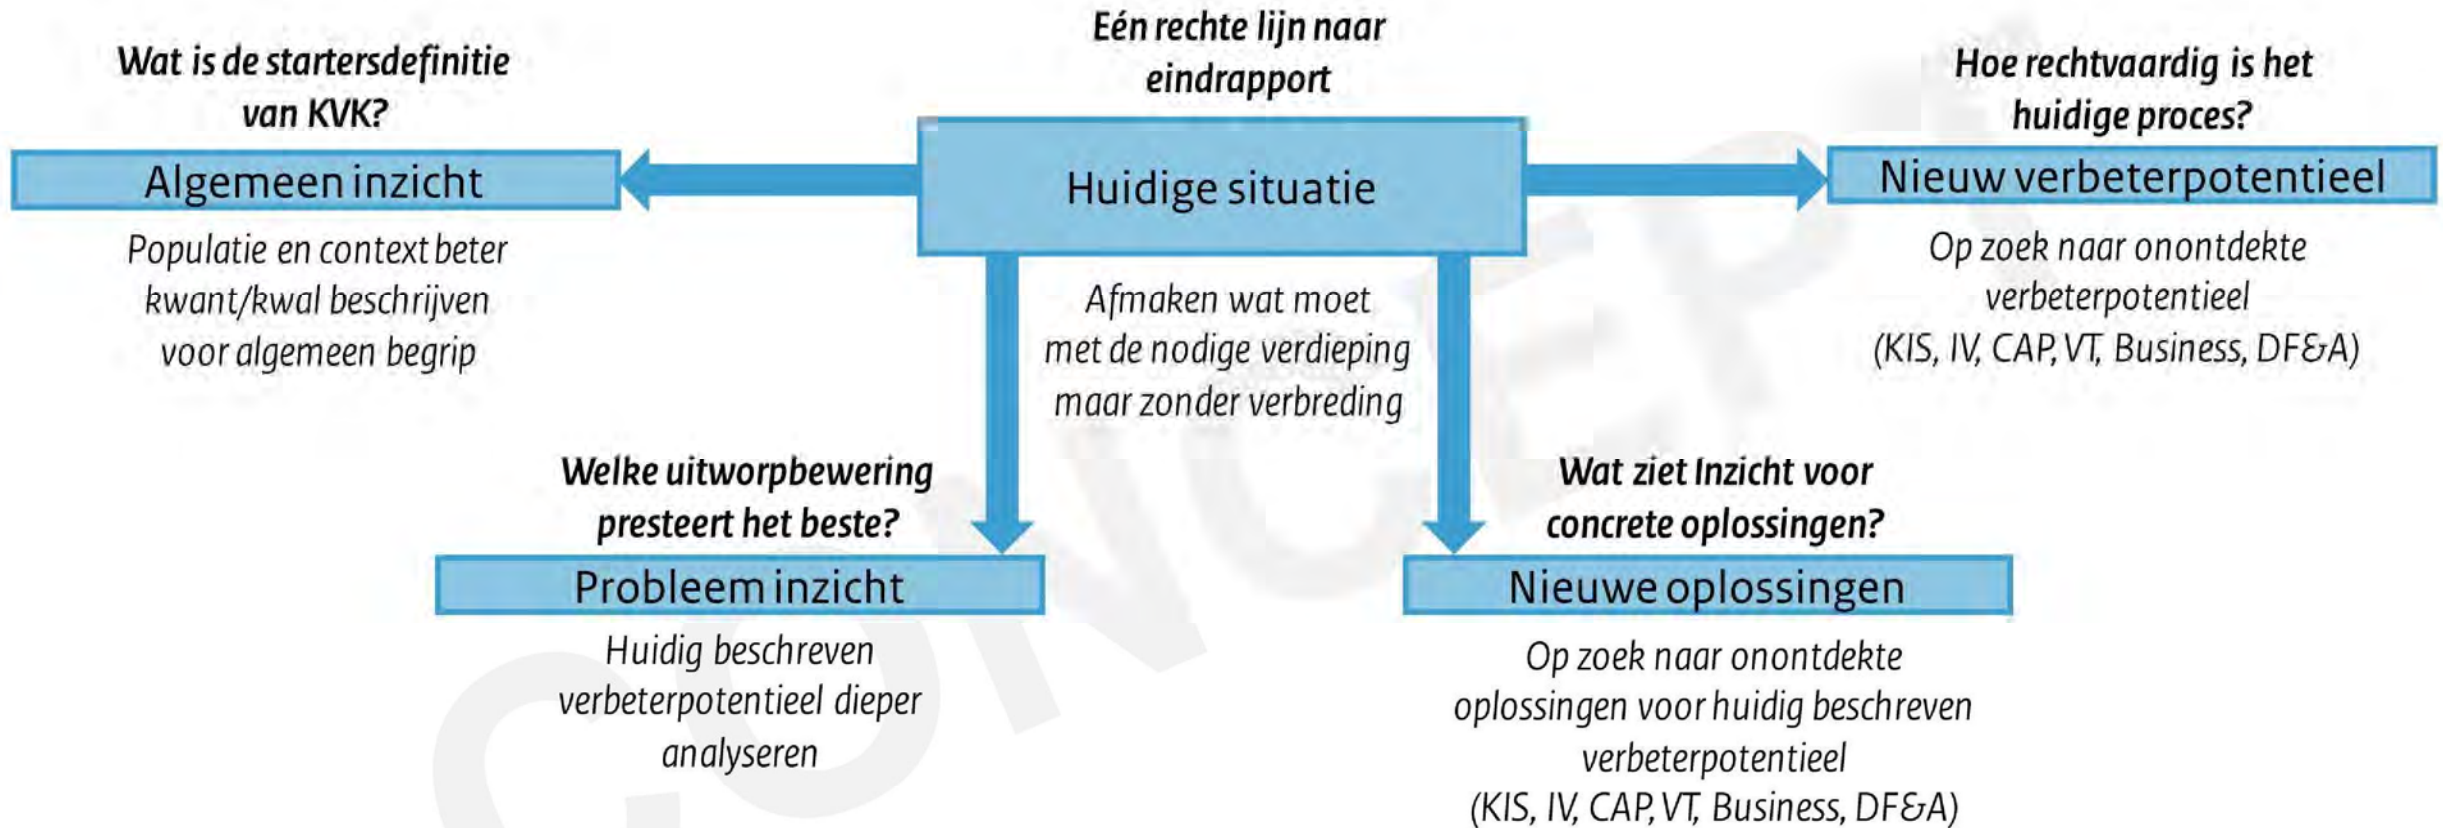 Wat is de startersdefinitie
van KVK?
Algemeen inzicht
Populatie en context beter
kwant/kwal beschrijven
voor algemeen begrip
Eén rechte lijn naar
eindrapport
Huidige situatie
Afmaken wat moet
met de nodige verdieping
maar zonder verbreding
Hoe rechtvaardig is het
huidige proces?
Nieuw verbeterpotentieel
Op zoek naar onontdekte
verbeterpotentieel
(KIS, IV, CAP, VT, Business, DF&A)
Welke uitworpbewering
presteert het beste?
Probleem inzicht
Huidig beschreven
verbeterpotentieel dieper
analyseren
Wat ziet Inzicht voor
concrete oplossingen?
Nieuwe oplossingen
Op zoek naar onontdekte
oplossingen voor huidig beschreven
verbeterpotentieel
(KIS, IV, CAP, VT, Business, DF&A)
CONCEPT